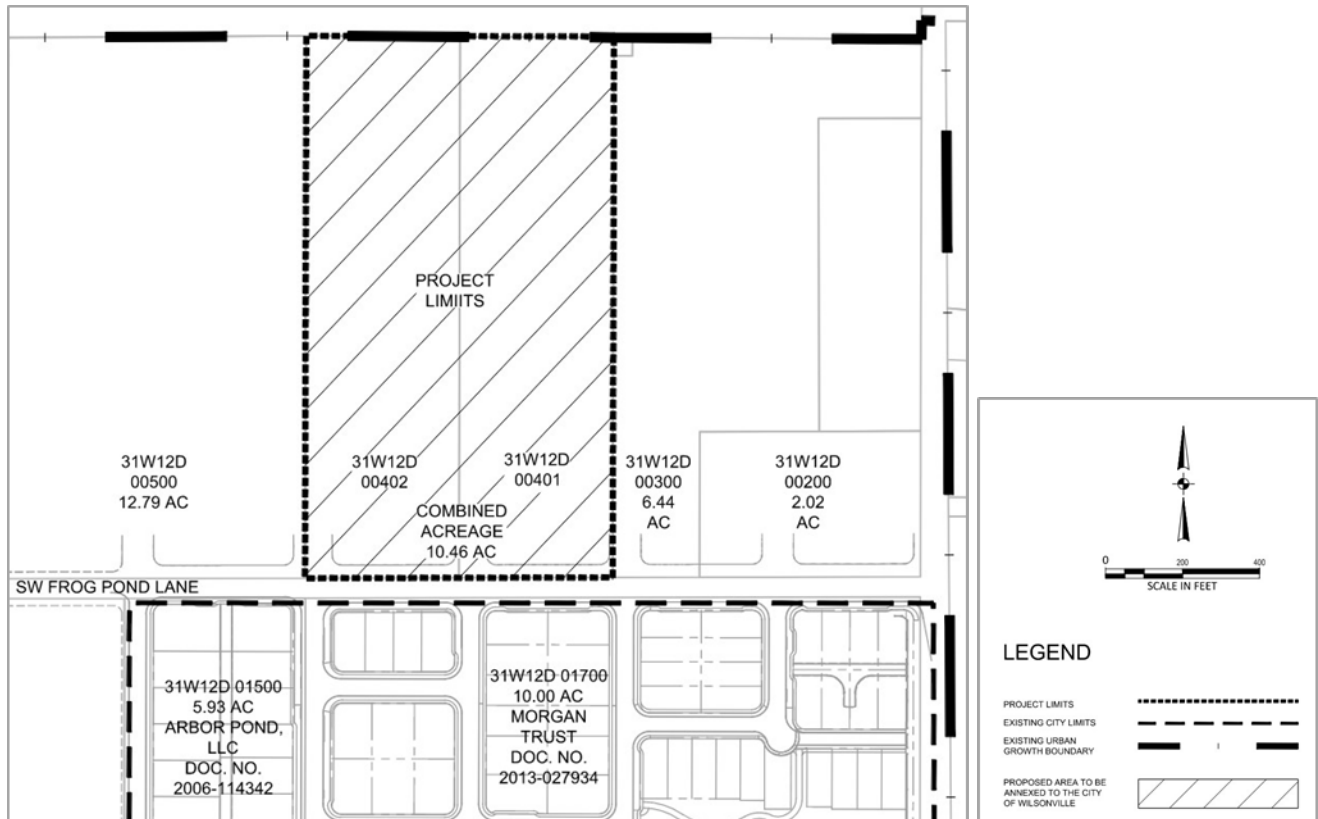 PROJECT
LIMIITS
31W12D
00500
12.79 AC
31W12D
00402
31W12D
00401
COMBINED
ACREAGE
10.46 AC
31W12D
00300
6.44
AC
31W12D
00200
2.02
AC
SW FROG POND LANE
31W12D 01500
5.93 AC
ARBOR POND,
LLC
DOC. NO.
2006-114342
31W12D 01700
10.00 AC
MORGAN
TRUST
DOC. NO.
2013-027934
0 200 400
SCALE IN FEET
LEGEND
PROJECT LIMITS
EXISTING CITY LIMITS
EXISTING URBAN
GROWTH BOUNDARY
PROPOSED AREA TO BE
ANNEXED TO THE CITY
OF WILSONVILLE